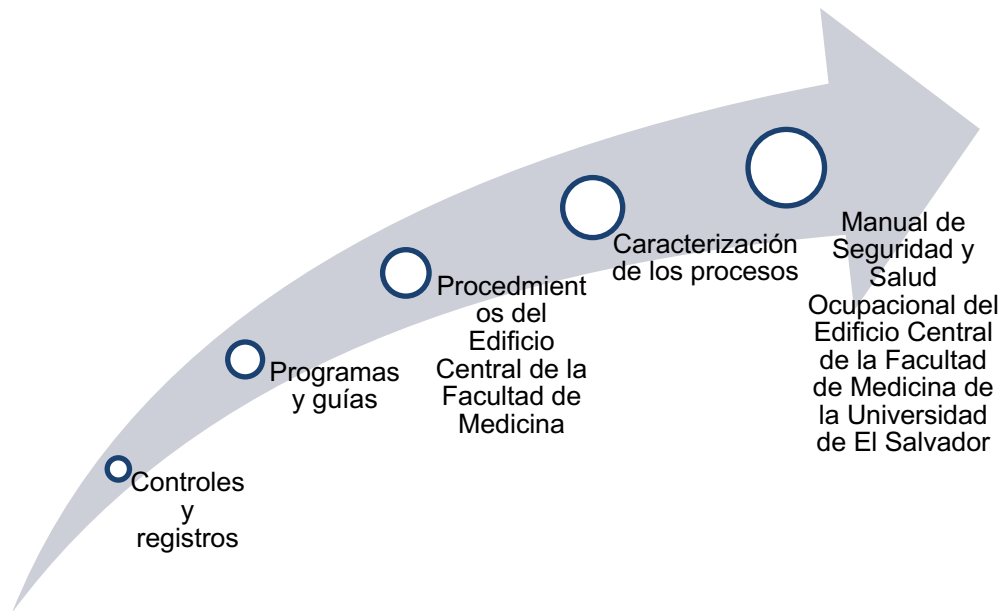 Controles
y
registros
Programas
y guías
Procedmient
os del
Edificio
Central de la
Facultad de
Medicina
Caracterización
de los procesos
Manual de
Seguridad y
Salud
Ocupacional del
Edificio Central
de la Facultad
de Medicina de
la Universidad
de El Salvador